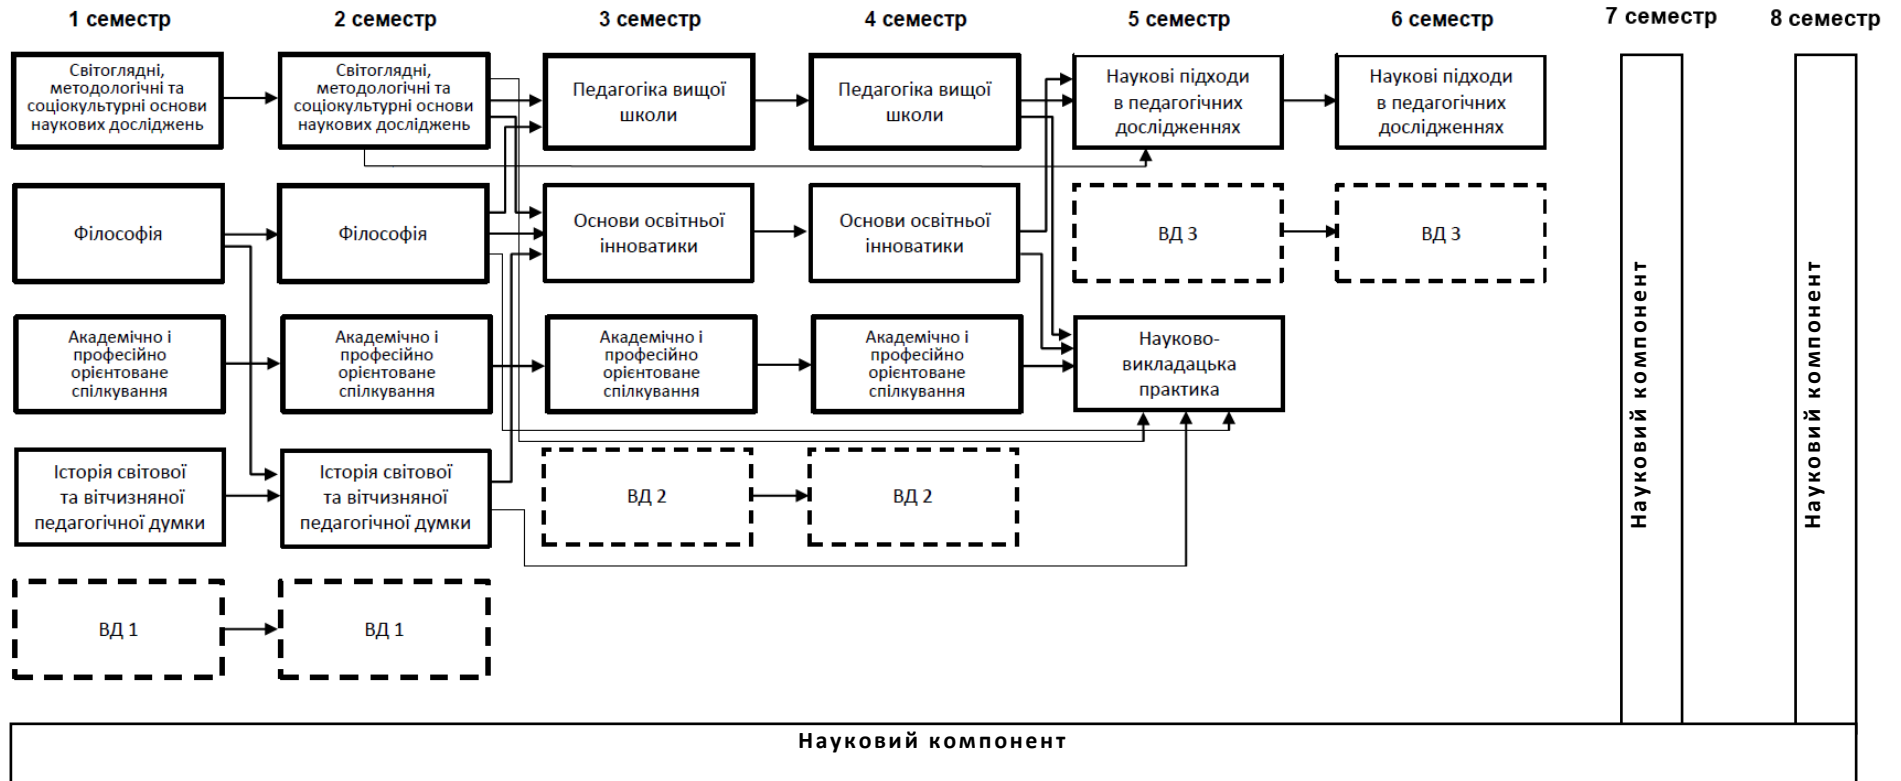 1 семестр
2 семестр
3 семестр
4 семестр
5 семестр
6 семестр
7 семестр
8 семестр
Світоглядні,
методологічні та
соціокультурні основи
наукових досліджень
Світоглядні,
методологічні та
соціокультурні основи
наукових досліджень
Педагогіка вищої
школи
Педагогіка вищої
школи
Наукові підходи
в педагогічних
дослідженнях
Наукові підходи
в педагогічних
дослідженнях
Філософія
Філософія
Основи освітньої
інноватики
Основи освітньої
інноватики
ВД 3
ВД 3
Академічно і
професійно
орієнтоване
спілкування
Академічно і
професійно
орієнтоване
спілкування
Академічно і
професійно
орієнтоване
спілкування
Академічно і
професійно
орієнтоване
спілкування
Науково-
викладацька
практика
Історія світової
та вітчизняної
педагогічної думки
Історія світової
та вітчизняної
педагогічної думки
ВД 2
ВД 2
ВД 1
ВД 1
Науковий компонент
Науковий компонент
Науковий компонент